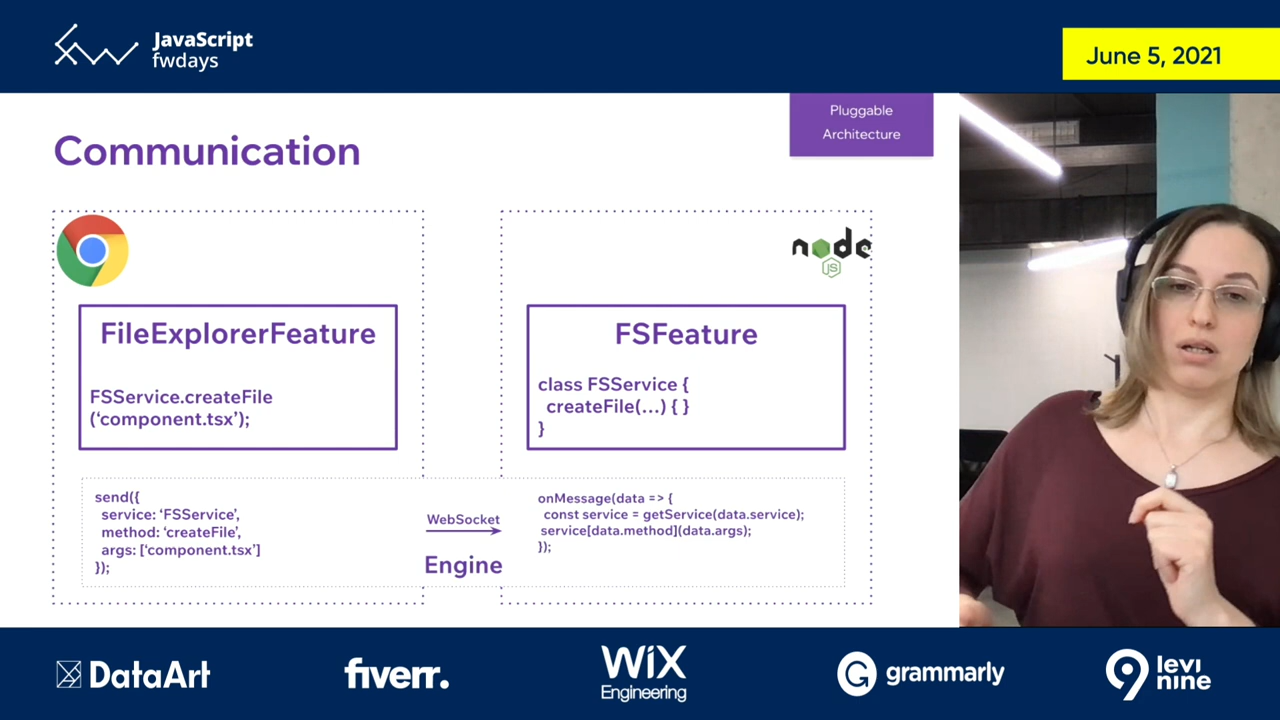 JavaScript
fwdays
June 5, 2021
Pluggable
Architecture
Communication
node
JS
FileExplorerFeature
FSService.createFile
(‘component.tsx’);
FSFeature
class FSService {
createFile(...) { }
}
send({
service: ‘FSService’,
method: ‘createFile’,
args: [‘component.tsx’]
});
WebSocket
Engine
onMessage(data => {
const service = getService(data.service);
service[data.method](data.args);
});
DataArt
fiverr.
WiX
Engineering
grammarly
levi
nine